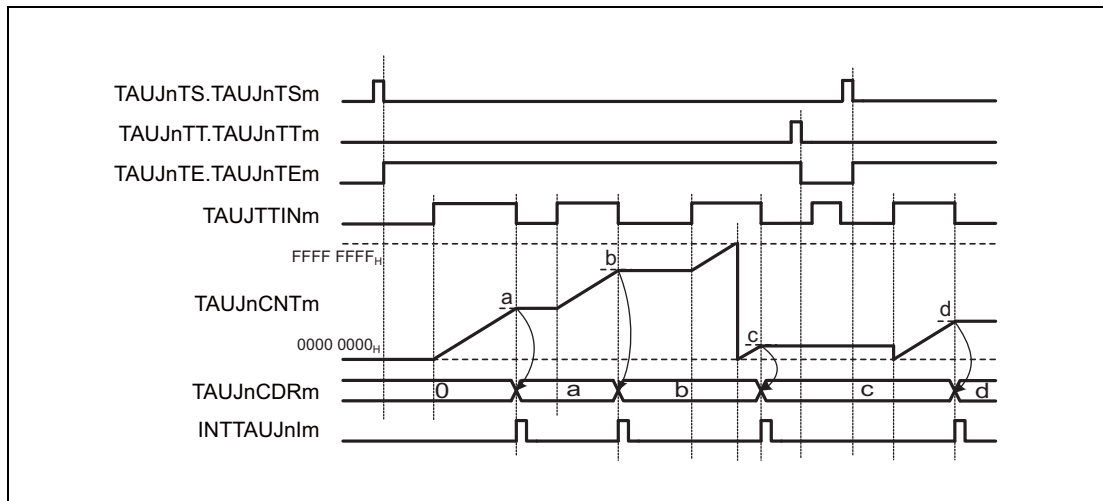 TAUJnTS.TAUJnTSm
TAUJnTT.TAUJnTTm
TAUJnTE.TAUJnTEm
TAUJTTINm
FFFF FFFFH
b
a
TAUJnCNTm
d
c
0000 0000H
TAUJnCDRm
0 a b c d
INTTAUJnIm